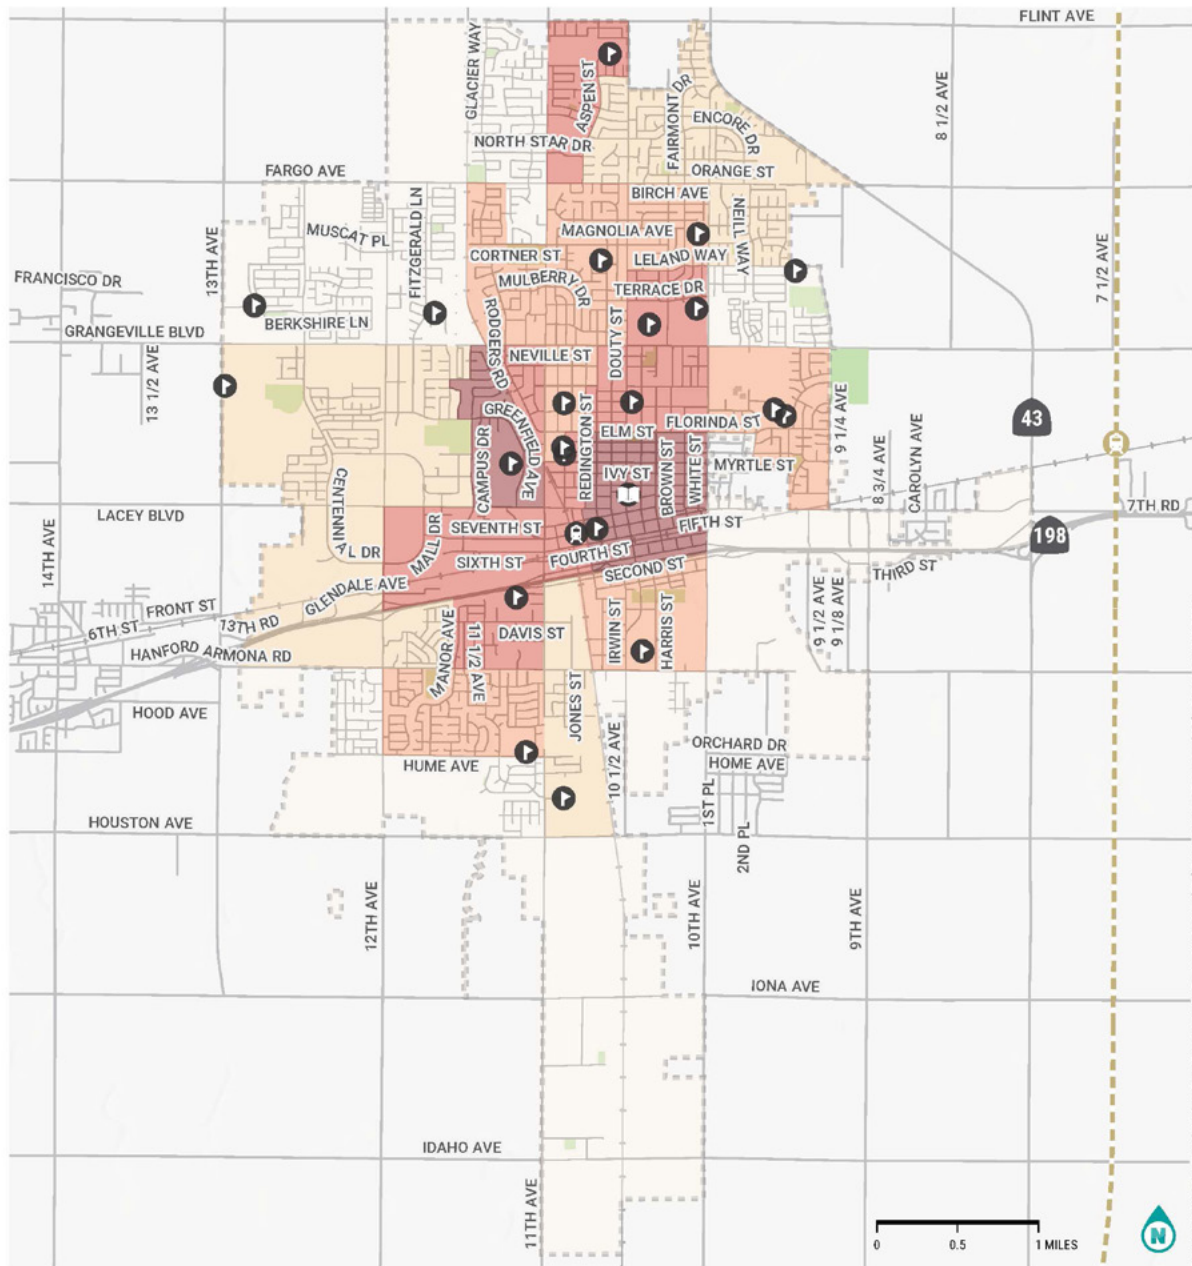 FLINT AVE
GLACIER WAY
ASPEN ST
FAIRMONT DR
ENCORE DR
8 1/2 AVE
NORTH STAR DR
ORANGE ST
FARGO AVE
BIRCH AVE
FITZGERALD LN
NEILL WAY
MUSCAT PL
MAGNOLIA AVE
13TH AVE
CORTNER ST
LELAND WAY
7 1/2 AVE
FRANCISCO DR
MULBERRY DR
TERRACE DR
BERKSHIRE LN
GRANGEVILLE BLVD
RODGERS RD
DOUTY ST
NEVILLE ST
13 1/2 AVE
GREENFIELD AVE
REDINGTON ST
FLORINDA ST
9 1/4 AVE
43
ELM ST
CAMPUS DR
BROWN ST
WHITE ST
8 3/4 AVE
CAROLYN AVE
IVY ST
MYRTLE ST
CENTENNIAL DR
LACEY BLVD
MALL DR
SEVENTH ST
FIFTH ST
7TH RD
198
14TH AVE
SIXTH ST
FOURTH ST
SECOND ST
THIRD ST
GLENDALE AVE
FRONT ST
6TH ST
13TH RD
DAVIS ST
IRWIN ST
HARRIS ST
9 1/2 AVE
9 1/8 AVE
HANFORD ARMONA RD
MANOR AVE
11 1/2 AVE
JONES ST
HOOD AVE
10 1/2 AVE
ORCHARD DR
HUME AVE
HOME AVE
1ST PL
HOUSTON AVE
2ND PL
12TH AVE
10TH AVE
9TH AVE
IONA AVE
IDAHO AVE
11TH AVE
0 0.5 1 MILES
N